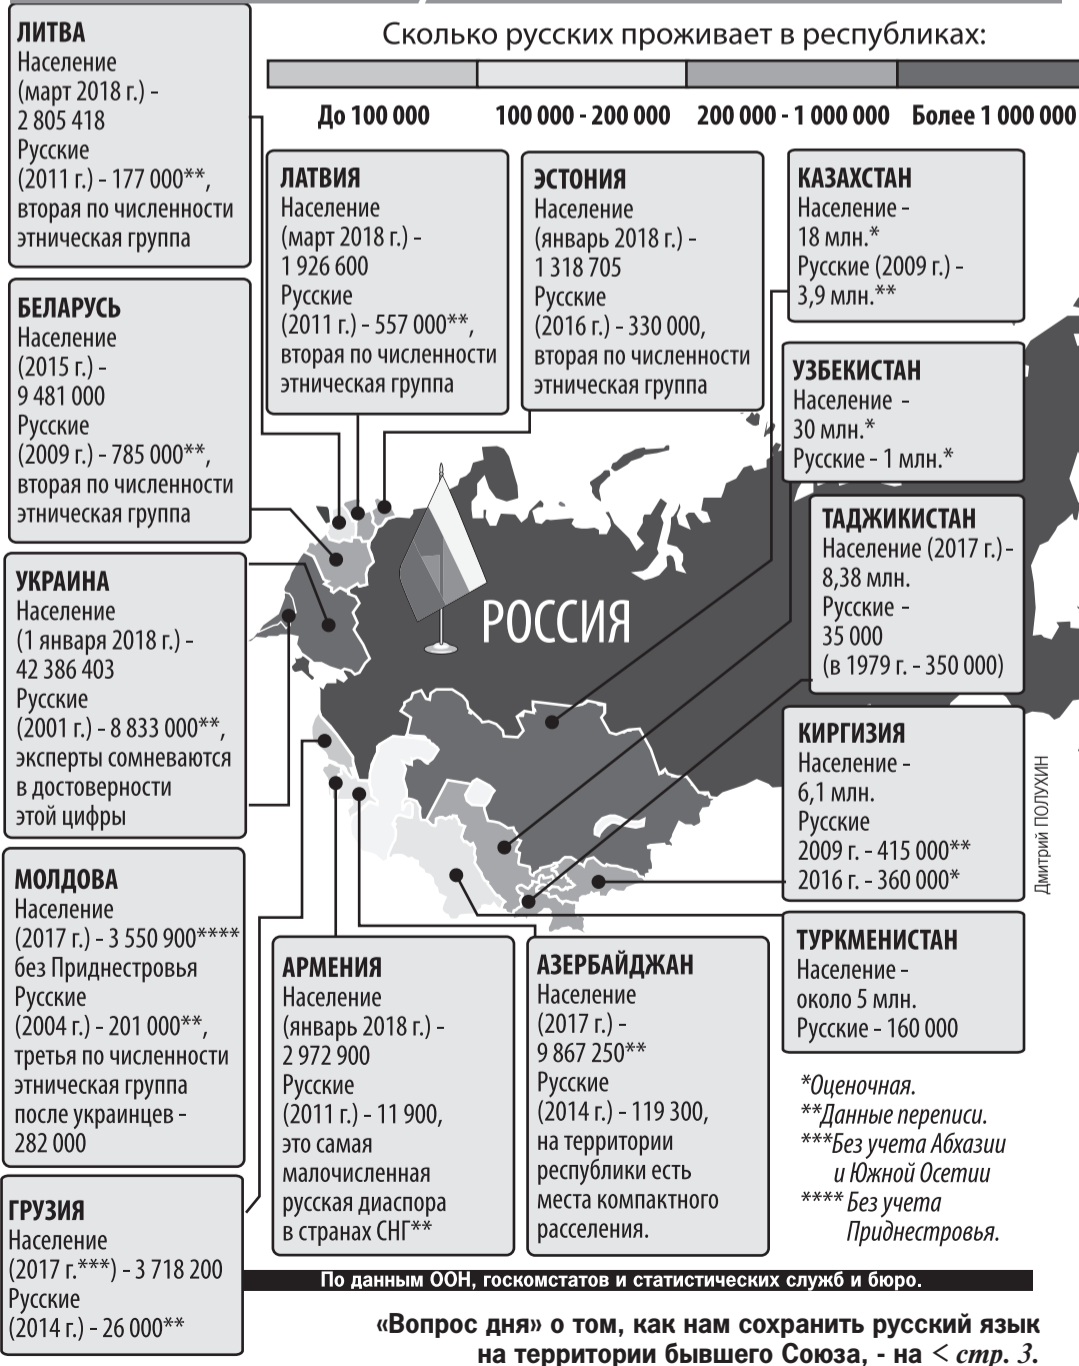 Сколько русских проживает в республиках:
До 100 000
100 000 - 200 000
200 000 - 1 000 000
Более 1 000 000
ЛИТВА
Население
(март 2018 г.) -
2 805 418
Русские
(2011 г.) - 177 000**,
вторая по численности
этническая группа
БЕЛАРУСЬ
Население
(2015 г.) -
9 481 000
Русские
(2009 г.) - 785 000**,
вторая по численности
этническая группа
УКРАИНА
Население
(1 января 2018 г.) -
42 386 403
Русские
(2001 г.) - 8 833 000**,
эксперты сомневаются
в достоверности
этой цифры
МОЛДОВА
Население
(2017 г.) - 3 550 900****
без Приднестровья
Русские
(2004 г.) - 201 000**,
третья по численности
этническая группа
после украинцев -
282 000
ГРУЗИЯ
Население
(2017 г.***) - 3 718 200
Русские
(2014 г.) - 26 000**
ЛАТВИЯ
Население
(март 2018 г.) -
1 926 600
Русские
(2011 г.) - 557 000**,
вторая по численности
этническая группа
ЭСТОНИЯ
Население
(январь 2018 г.) -
1 318 705
Русские
(2016 г.) - 330 000,
вторая по численности
этническая группа
КАЗАХСТАН
Население -
18 млн.*
Русские (2009 г.) -
3,9 млн.**
УЗБЕКИСТАН
Население -
30 млн.*
Русские - 1 млн.*
ТАДЖИКИСТАН
Население (2017 г.) -
8,38 млн.
Русские -
35 000
(в 1979 г. - 350 000)
КИРГИЗИЯ
Население -
6,1 млн.
Русские
2009 г. - 415 000**
2016 г. - 360 000*
ТУРКМЕНИСТАН
Население -
около 5 млн.
Русские - 160 000
РОССИЯ
АРМЕНИЯ
Население
(январь 2018 г.) -
2 972 900
Русские
(2011 г.) - 11 900,
это самая
малочисленная
русская диаспора
в странах СНГ**
АЗЕРБАЙДЖАН
Население
(2017 г.) -
9 867 250**
Русские
(2014 г.) - 119 300,
на территории
республики есть
места компактного
расселения.
*Оценочная.
**Данные переписи.
***Без учета Абхазии
и Южной Осетии
**** Без учета
Приднестровья.
Дмитрий ПОЛУХИН
По данным ООН, госкомстатов и статистических служб и бюро.
«Вопрос дня» о том, как нам сохранить русский язык
на территории бывшего Союза, - на < стр. 3.